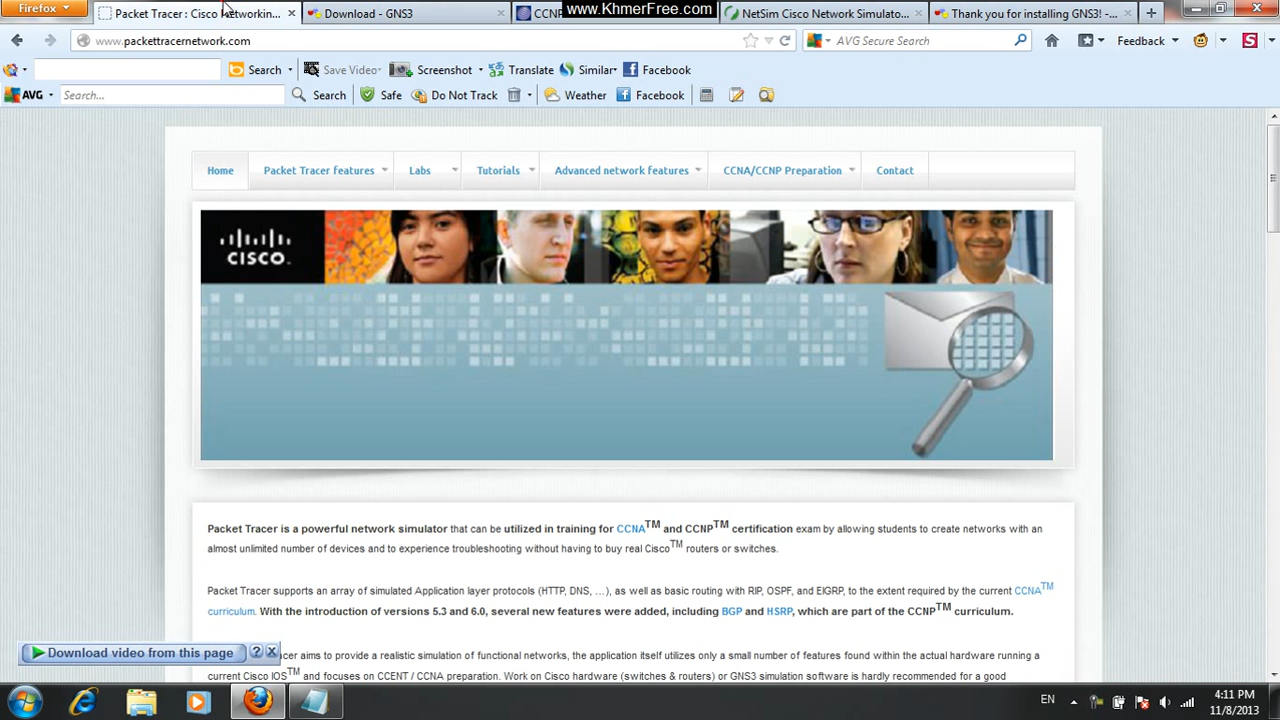 Firefox
Packet Tracer : Cisco Networkin...
Download - GNS3
CCNP
www.KhmerFree.com
NetSim Cisco Network Simulato...
Thank you for installing GNS3! -...
www.packettracernetwork.com
AVG Secure Search
Feedback
Search
Save Video
Screenshot
Translate
Similar
Facebook
AVG
Search...
Search
Safe
Do Not Track
Weather
Facebook
Home
Packet Tracer features
Labs
Tutorials
Advanced network features
CCNA/CCNP Preparation
Contact
CISCO
Packet Tracer is a powerful network simulator that can be utilized in training for CCNA™ and CCNP™ certification exam by allowing students to create networks with an
almost unlimited number of devices and to experience troubleshooting without having to buy real Cisco™ routers or switches.
Packet Tracer supports an array of simulated Application layer protocols (HTTP, DNS, ...), as well as basic routing with RIP, OSPF, and EIGRP, to the extent required by the current CCNA™
curriculum. With the introduction of versions 5.3 and 6.0, several new features were added, including BGP and HSRP, which are part of the CCNP™ curriculum.
Download video from this page
?
acer aims to provide a realistic simulation of functional networks, the application itself utilizes only a small number of features found within the actual hardware running a
current Cisco IOS™ and focuses on CCENT / CCNA preparation. Work on Cisco hardware (switches & routers) or GNS3 simulation software is hardly recommended for a good
EN
4:11 PM
11/8/2013